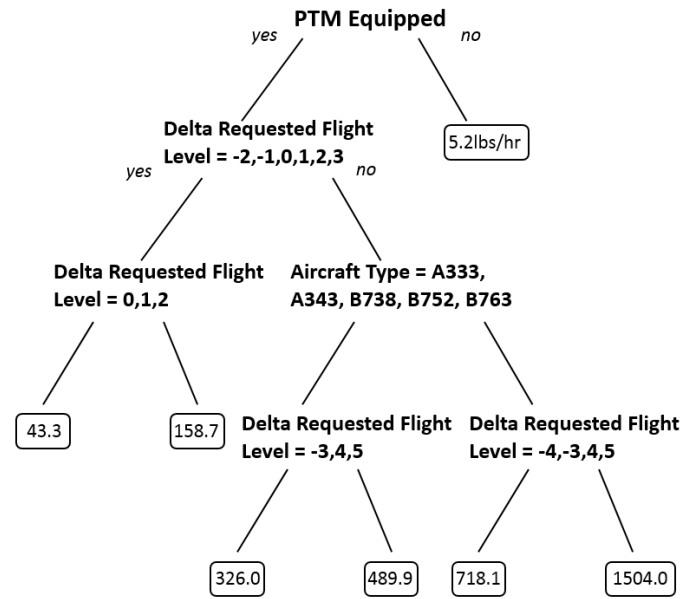 PTM Equipped
yes
no
Delta Requested Flight
Level = -2,-1,0,1,2,3
5.2lbs/hr
yes
no
Delta Requested Flight
Level = 0,1,2
Aircraft Type = A333,
A343, B738, B752, B763
43.3
158.7
Delta Requested Flight
Level = -3,4,5
Delta Requested Flight
Level = -4,-3,4,5
326.0
489.9
718.1
1504.0